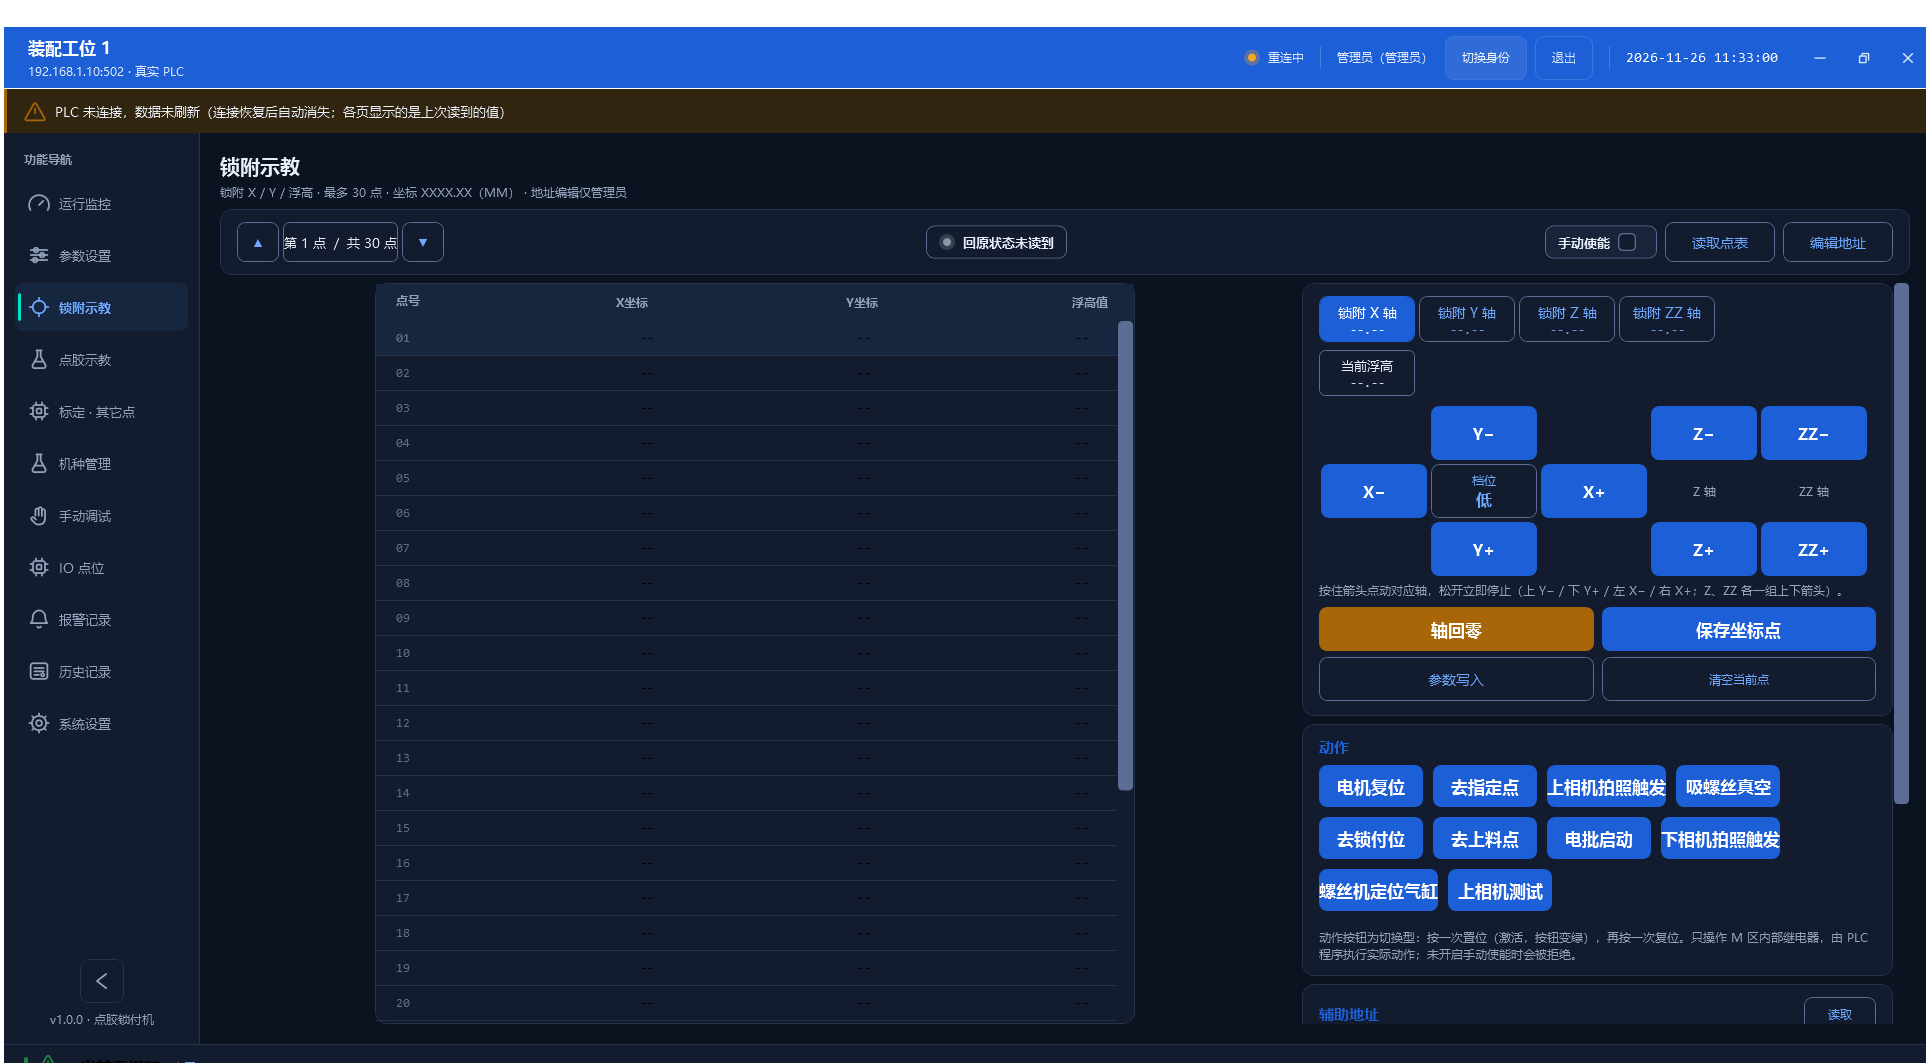 装配工位 1
192.168.1.10:502 · 真实 PLC
重连中
管理员（管理员）
切换身份
退出
2026-11-26 11:33:00
PLC 未连接，数据未刷新（连接恢复后自动消失；各页显示的是上次读到的值）
功能导航
运行监控
参数设置
锁附示教
点胶示教
标定 · 其它点
机种管理
手动调试
IO 点位
报警记录
历史记录
系统设置
v1.0.0 · 点胶锁付机
锁附示教
锁附 X / Y / 浮高 · 最多 30 点 · 坐标 XXXX.XX（MM） · 地址编辑仅管理员
▲
第 1 点 / 共 30 点
▼
回原状态未读到
手动使能
读取点表
编辑地址
点号 X坐标 Y坐标 浮高值
01 -- -- --
02 -- -- --
03 -- -- --
04 -- -- --
05 -- -- --
06 -- -- --
07 -- -- --
08 -- -- --
09 -- -- --
10 -- -- --
11 -- -- --
12 -- -- --
13 -- -- --
14 -- -- --
15 -- -- --
16 -- -- --
17 -- -- --
18 -- -- --
19 -- -- --
20 -- -- --
锁附 X 轴
--.--
锁附 Y 轴
--.--
锁附 Z 轴
--.--
锁附 ZZ 轴
--.--
当前浮高
--.--
Y− Z− ZZ−
X−
档位
低
X+
Z 轴
ZZ 轴
Y+ Z+ ZZ+
按住箭头点动对应轴，松开立即停止（上 Y− / 下 Y+ / 左 X− / 右 X+；Z、ZZ 各一组上下箭头）。
轴回零
保存坐标点
参数写入
清空当前点
动作
电机复位
去指定点
上相机拍照触发
吸螺丝真空
去锁付位
去上料点
电批启动
下相机拍照触发
螺丝机定位气缸
上相机测试
动作按钮为切换型：按一次置位（激活，按钮变绿），再按一次复位。只操作 M 区内部继电器，由 PLC
程序执行实际动作；未开启手动使能时会被拒绝。
辅助地址
读取